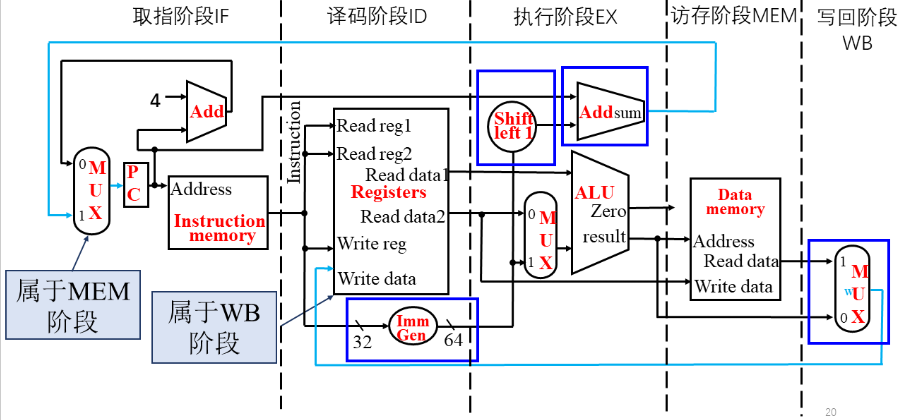 取指阶段IF
译码阶段ID
执行阶段EX
访存阶段MEM
写回阶段
WB
4
Add
Shift
left 1
Add sum
Instruction
0
M
U
X
1
P
C
Address
Instruction
memory
Read reg1
Read reg2
Read data1
Registers
Read data2
Write reg
Write data
0
M
U
X
1
ALU
Zero
result
Data
memory
Address
Read data
Write data
1
M
W
U
X
0
属于MEM
阶段
属于WB
阶段
32
Imm
Gen
64
20